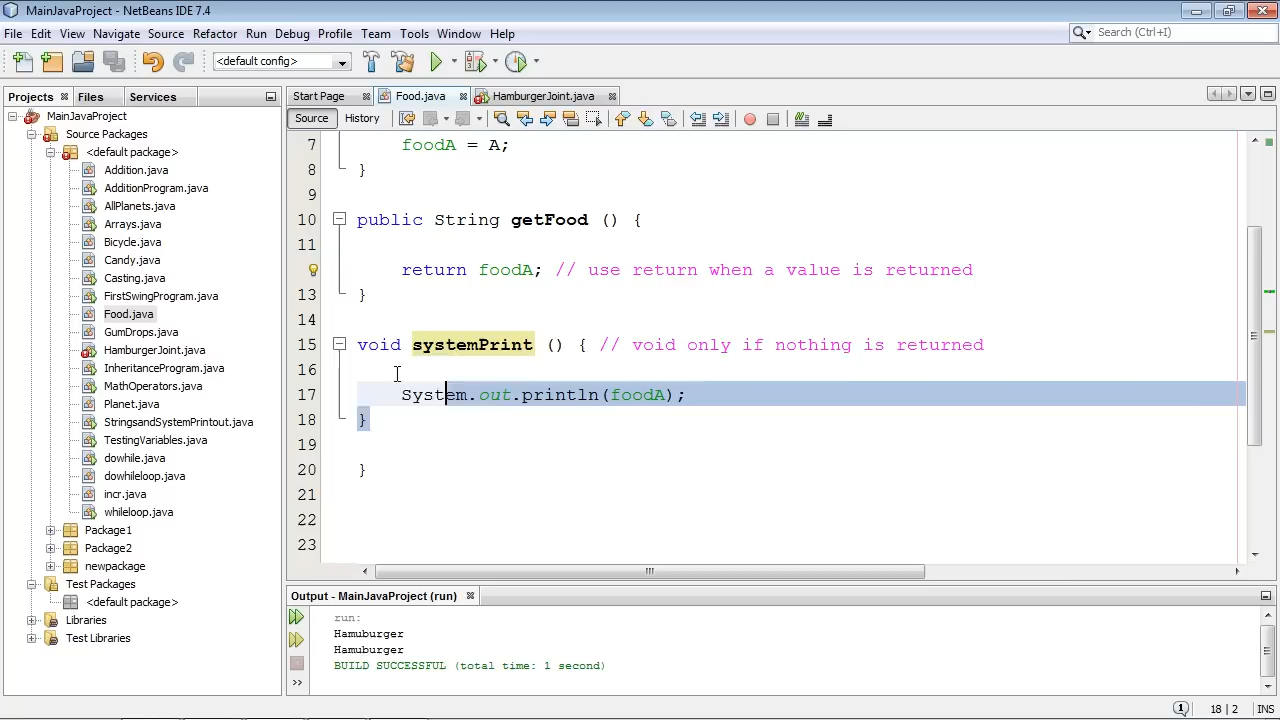 MainJavaProject - NetBeans IDE 7.4
File Edit View Navigate Source Refactor Run Debug Profile Team Tools Window Help
Search (Ctrl+I)
<default config>
Projects Files Services
Start Page Food.java HamburgerJoint.java
Source History
MainJavaProject
Source Packages
<default package>
Addition.java
AdditionProgram.java
AllPlanets.java
Arrays.java
Bicycle.java
Candy.java
Casting.java
FirstSwingProgram.java
Food.java
GumDrops.java
HamburgerJoint.java
InheritanceProgram.java
MathOperators.java
Planet.java
StringsandSystemPrintout.java
TestingVariables.java
dowhile.java
dowhileloop.java
incr.java
whileloop.java
Package1
Package2
newpackage
Test Packages
<default package>
Libraries
Test Libraries
7 foodA = A;
8 }
9
10 public String getFood () {
11
return foodA; // use return when a value is returned
13 }
14
15 void systemPrint () { // void only if nothing is returned
16
17 System.out.println(foodA);
18 }
19
20 }
21
22
23
Output - MainJavaProject (run)
run:
Hamuburger
Hamuburger
BUILD SUCCESSFUL (total time: 1 second)
>>
1 18 | 2 INS